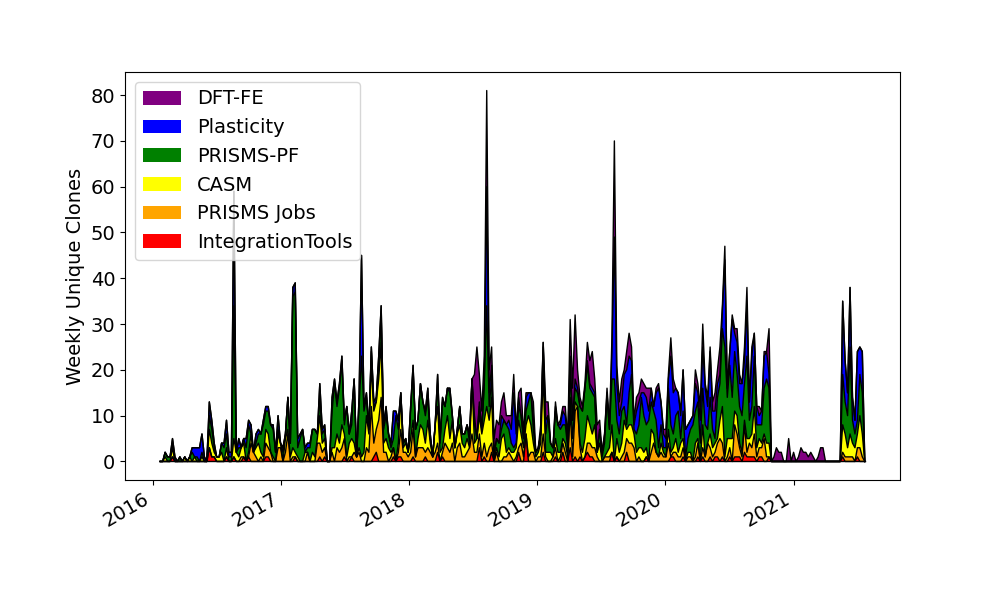 Weekly Unique Clones
80
70
60
50
40
30
20
10
0
DFT-FE
Plasticity
PRISMS-PF
CASM
PRISMS Jobs
IntegrationTools
2016
2017
2018
2019
2020
2021